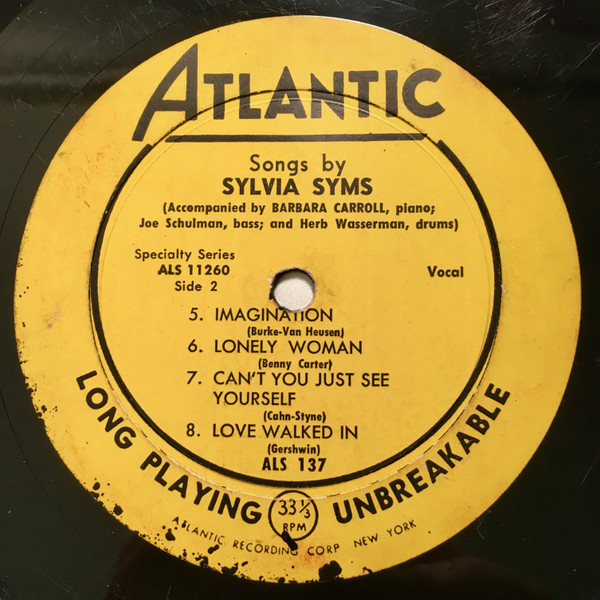 ATLANTIC
Songs by
SYLVIA SYMS
(Accompanied by BARBARA CARROLL, piano;
Joe Schulman, bass; and Herb Wasserman, drums)
Specialty Series
ALS 11260
Side 2
Vocal
5. IMAGINATION
(Burke-Van Heusen)
6. LONELY WOMAN
(Benny Carter)
7. CAN'T YOU JUST SEE
YOURSELF
(Cahn-Styne)
8. LOVE WALKED IN
(Gershwin)
ALS 137
LONG PLAYING 33 1/3 RPM UNBREAKABLE
ATLANTIC RECORDING CORP NEW YORK